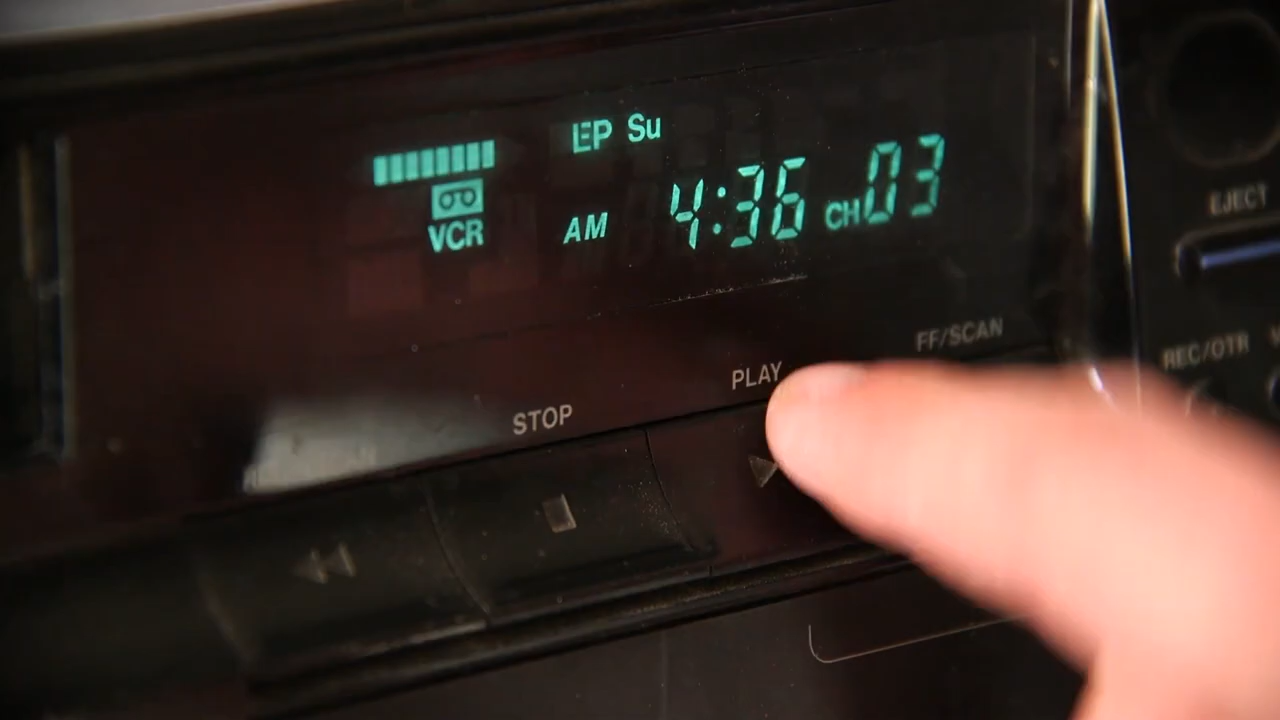 EP Su
VCR
AM 4:36 CH 03
EJECT
FF/SCAN
REC/OTR
PLAY
STOP